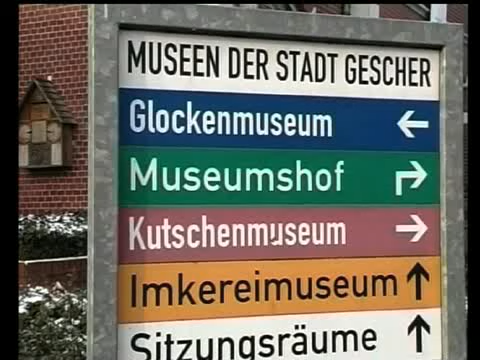 MUSEEN DER STADT GESCHER
Glockenmuseum
Museumshof
Kutschenmuseum
Imkereimuseum
Sitzungsräume